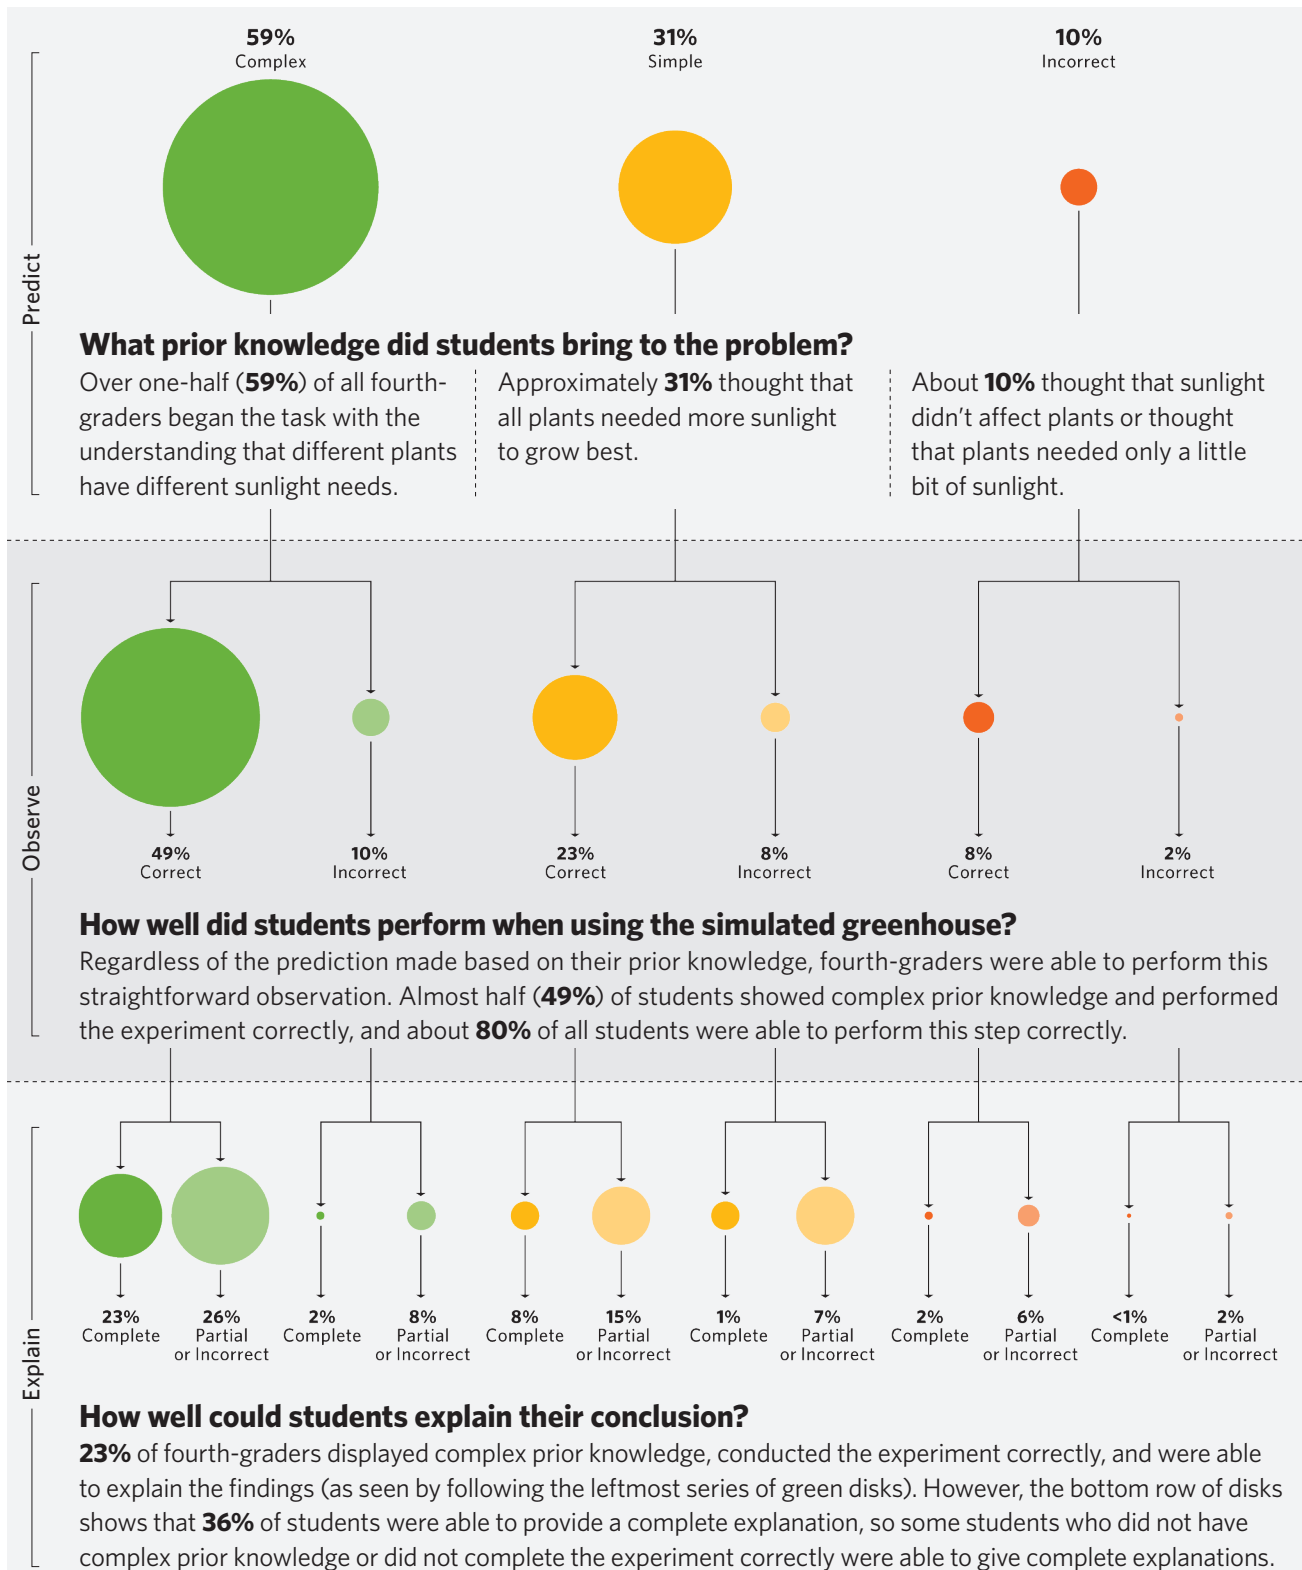 59%
Complex
31%
Simple
10%
Incorrect
Predict
What prior knowledge did students bring to the problem?
Over one-half (59%) of all fourth-
graders began the task with the
understanding that different plants
have different sunlight needs.
Approximately 31% thought that
all plants needed more sunlight
to grow best.
About 10% thought that sunlight
didn’t affect plants or thought
that plants needed only a little
bit of sunlight.
Observe
49%
Correct
10%
Incorrect
23%
Correct
8%
Incorrect
8%
Correct
2%
Incorrect
How well did students perform when using the simulated greenhouse?
Regardless of the prediction made based on their prior knowledge, fourth-graders were able to perform this
straightforward observation. Almost half (49%) of students showed complex prior knowledge and performed
the experiment correctly, and about 80% of all students were able to perform this step correctly.
Explain
23%
Complete
26%
Partial
or Incorrect
2%
Complete
8%
Partial
or Incorrect
8%
Complete
15%
Partial
or Incorrect
1%
Complete
7%
Partial
or Incorrect
2%
Complete
6%
Partial
or Incorrect
<1%
Complete
2%
Partial
or Incorrect
How well could students explain their conclusion?
23% of fourth-graders displayed complex prior knowledge, conducted the experiment correctly, and were able
to explain the findings (as seen by following the leftmost series of green disks). However, the bottom row of disks
shows that 36% of students were able to provide a complete explanation, so some students who did not have
complex prior knowledge or did not complete the experiment correctly were able to give complete explanations.